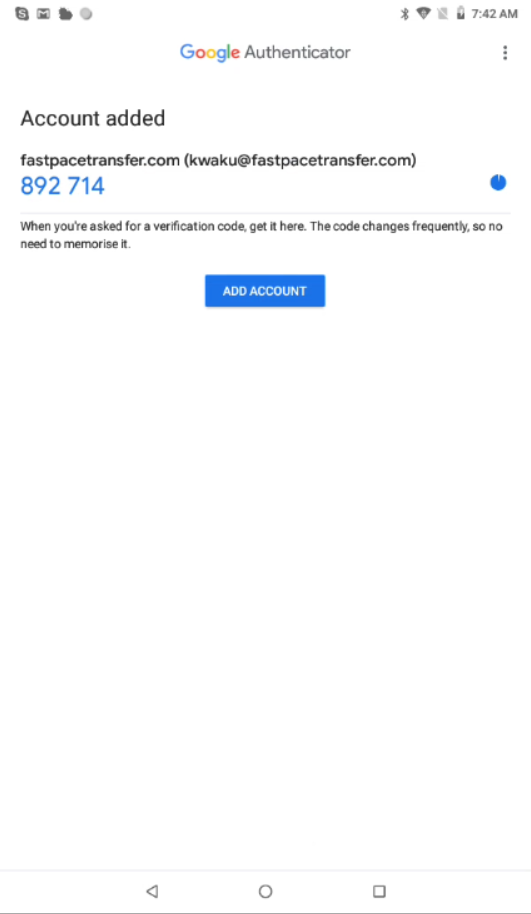 7:42 AM
Google Authenticator
Account added
fastpacetransfer.com (kwaku@fastpacetransfer.com)
892 714
When you're asked for a verification code, get it here. The code changes frequently, so no
need to memorise it.
ADD ACCOUNT